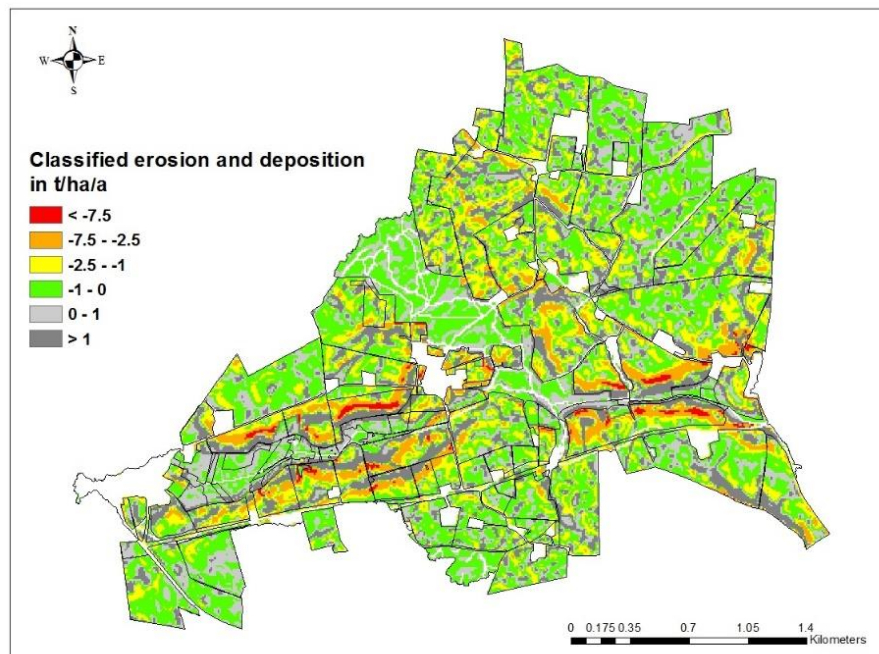 N
W E
S
Classified erosion and deposition
in t/ha/a
< -7.5
-7.5 - -2.5
-2.5 - -1
-1 - 0
0 - 1
> 1
0 0.175 0.35 0.7 1.05 1.4
Kilometers